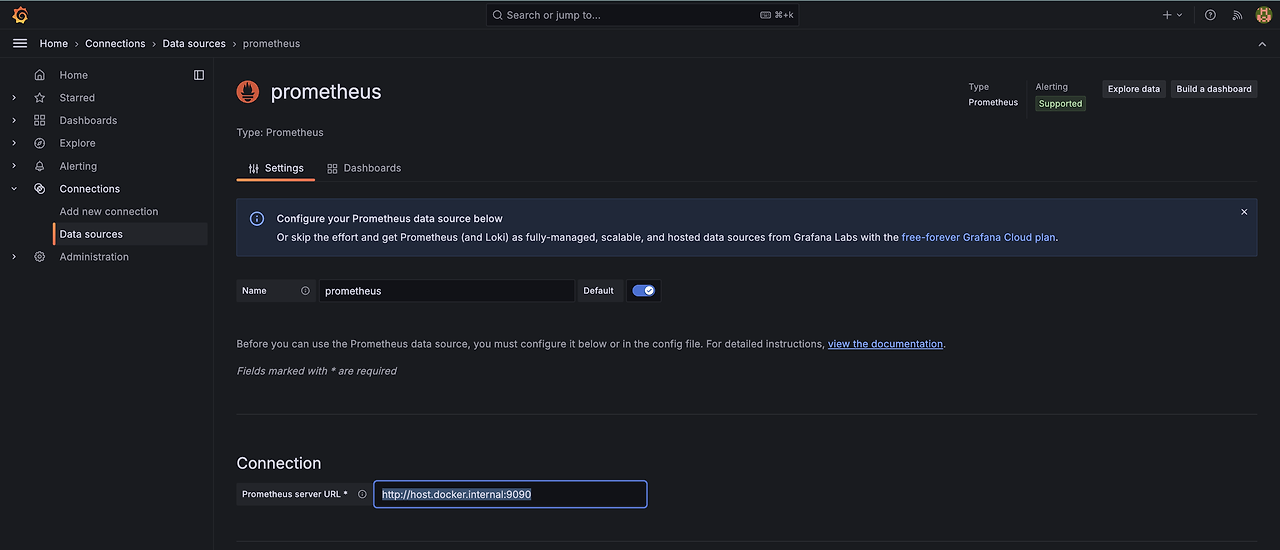 Search or jump to...
⌘+k
Home › Connections › Data sources › prometheus
Home
Starred
Dashboards
Explore
Alerting
Connections
Add new connection
Data sources
Administration
prometheus
Type
Prometheus
Alerting
Supported
Explore data
Build a dashboard
Type: Prometheus
Settings
Dashboards
Configure your Prometheus data source below
Or skip the effort and get Prometheus (and Loki) as fully-managed, scalable, and hosted data sources from Grafana Labs with the free-forever Grafana Cloud plan.
Name
prometheus
Default
Before you can use the Prometheus data source, you must configure it below or in the config file. For detailed instructions, view the documentation.
Fields marked with * are required
Connection
Prometheus server URL *
http://host.docker.internal:9090